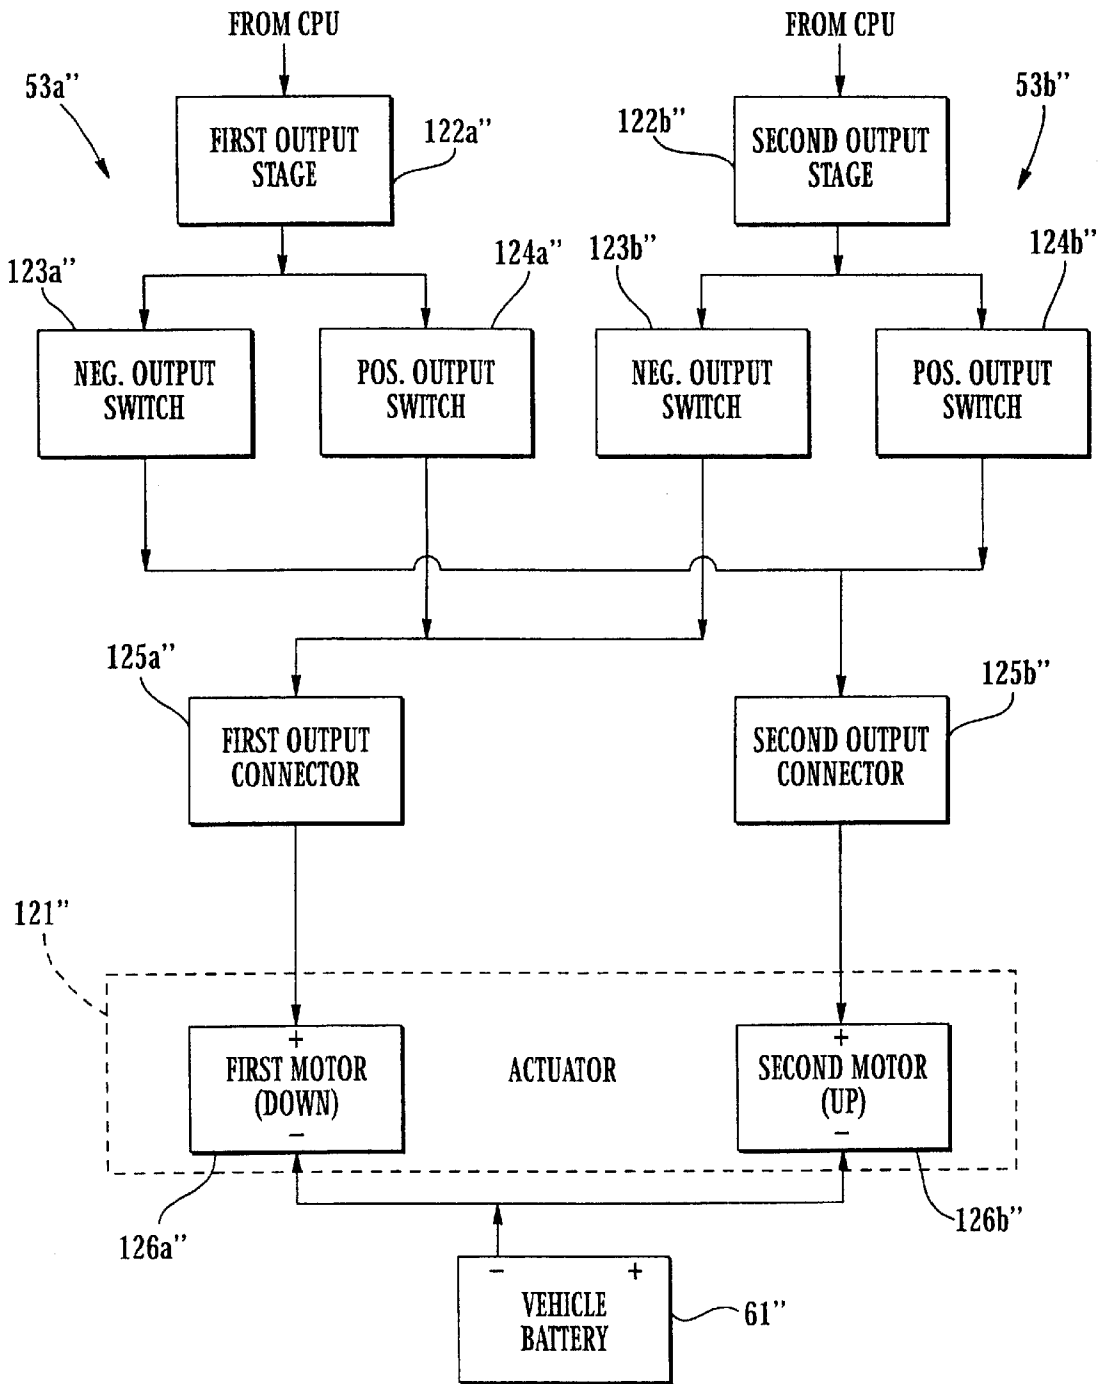 FROM CPU
FROM CPU
53a”
53b”
FIRST OUTPUT
STAGE
122a”
122b”
SECOND OUTPUT
STAGE
123a”
124a”
123b”
124b”
NEG. OUTPUT
SWITCH
POS. OUTPUT
SWITCH
NEG. OUTPUT
SWITCH
POS. OUTPUT
SWITCH
125a”
125b”
FIRST OUTPUT
CONNECTOR
SECOND OUTPUT
CONNECTOR
121”
+
FIRST MOTOR
(DOWN)
−
ACTUATOR
+
SECOND MOTOR
(UP)
−
126a”
126b”
− +
VEHICLE
BATTERY
61”